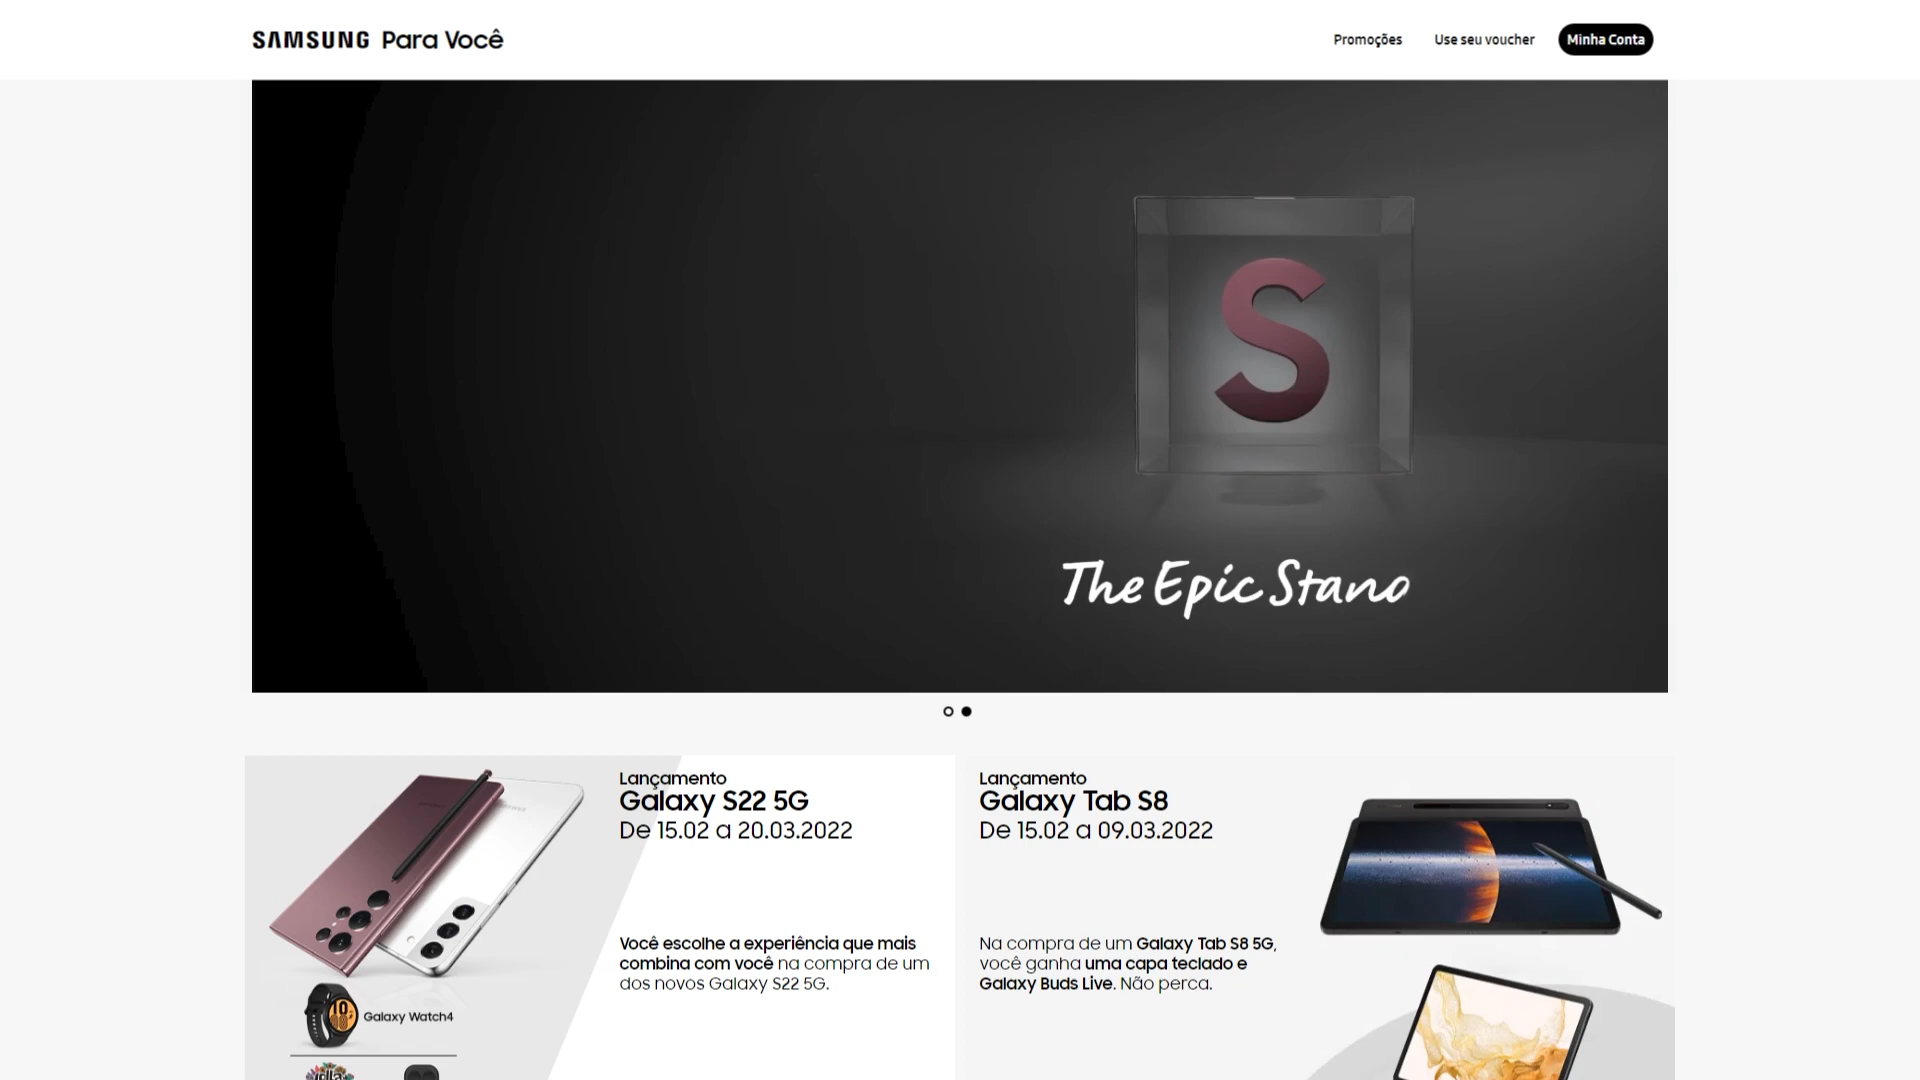 SAMSUNG Para Você
Promoções
Use seu voucher
Minha Conta
S
The Epic Stand
Lançamento
Galaxy S22 5G
De 15.02 a 20.03.2022
Você escolhe a experiência que mais
combina com você na compra de um
dos novos Galaxy S22 5G.
Galaxy Watch4
Lançamento
Galaxy Tab S8
De 15.02 a 09.03.2022
Na compra de um Galaxy Tab S8 5G,
você ganha uma capa teclado e
Galaxy Buds Live. Não perca.